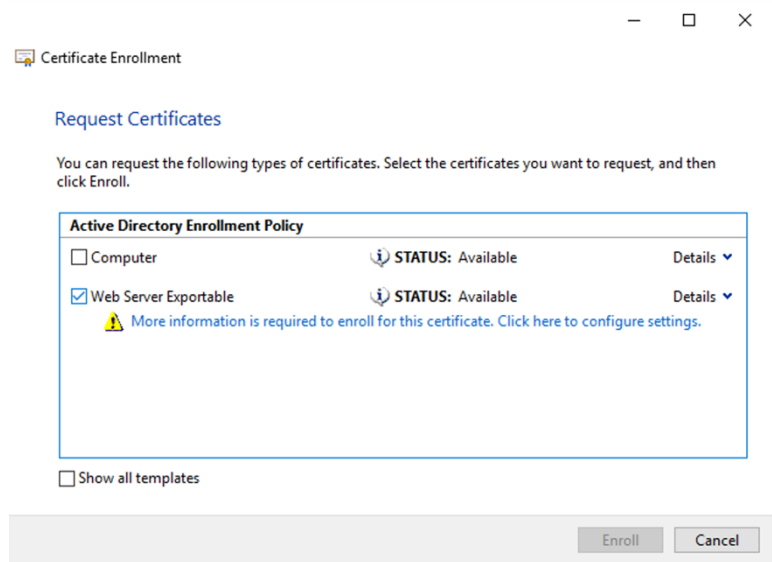 Certificate Enrollment
Request Certificates
You can request the following types of certificates. Select the certificates you want to request, and then
click Enroll.
Active Directory Enrollment Policy
Computer STATUS: Available Details
Web Server Exportable STATUS: Available Details
More information is required to enroll for this certificate. Click here to configure settings.
Show all templates
Enroll Cancel